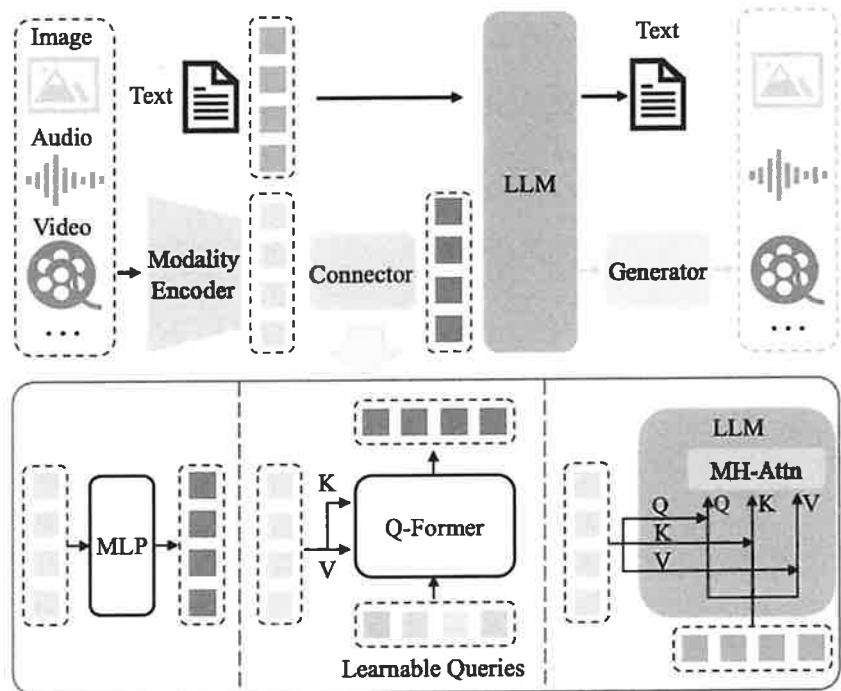 Image
Text
Audio
Video
...
Text
Modality
Encoder
Connector
LLM
Generator
...
MLP
K
V
Q-Former
Learnable Queries
LLM
MH-Attn
Q
K
V
Q
K
V